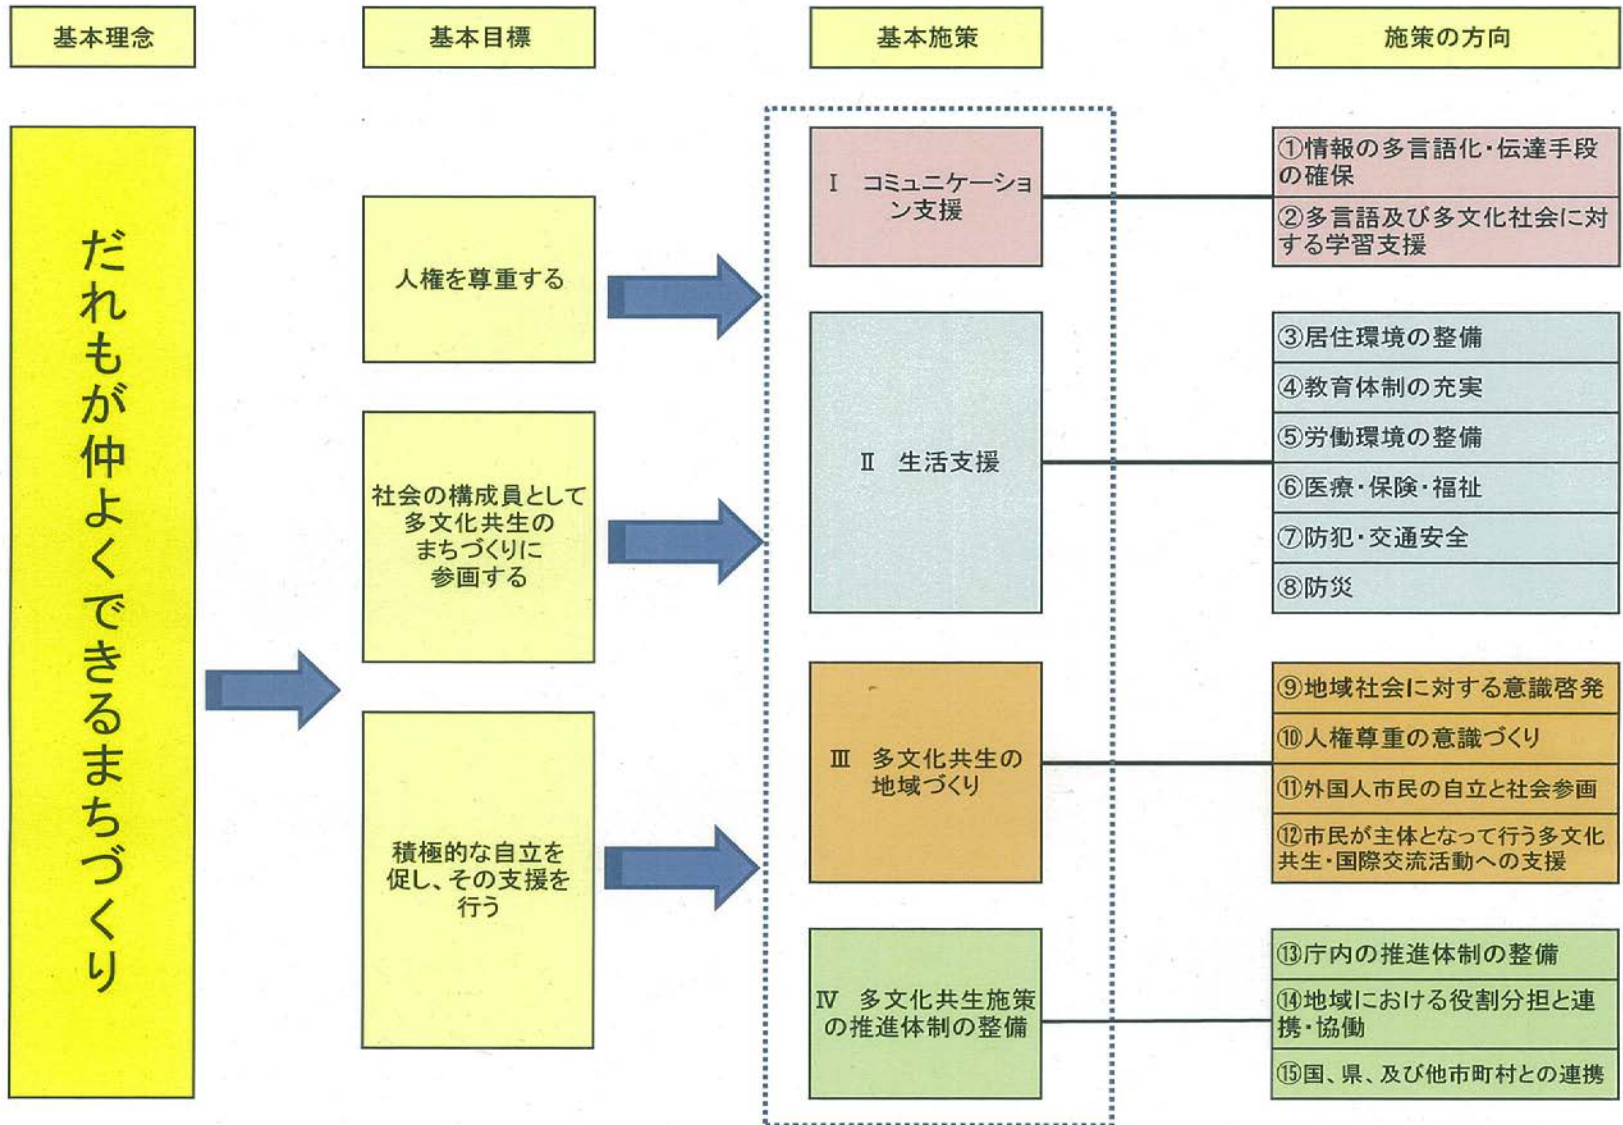 基本理念
基本目標
基本施策
施策の方向
だれもが仲よくできるまちづくり
人権を尊重する
社会の構成員として
多文化共生の
まちづくりに
参画する
積極的な自立を
促し、その支援を
行う
Ⅰ コミュニケーショ
ン支援
①情報の多言語化・伝達手段
の確保
②多言語及び多文化社会に対
する学習支援
Ⅱ 生活支援
③居住環境の整備
④教育体制の充実
⑤労働環境の整備
⑥医療・保険・福祉
⑦防犯・交通安全
⑧防災
Ⅲ 多文化共生の
地域づくり
⑨地域社会に対する意識啓発
⑩人権尊重の意識づくり
⑪外国人市民の自立と社会参画
⑫市民が主体となって行う多文化
共生・国際交流活動への支援
Ⅳ 多文化共生施策
の推進体制の整備
⑬庁内の推進体制の整備
⑭地域における役割分担と連
携・協働
⑮国、県、及び他市町村との連携